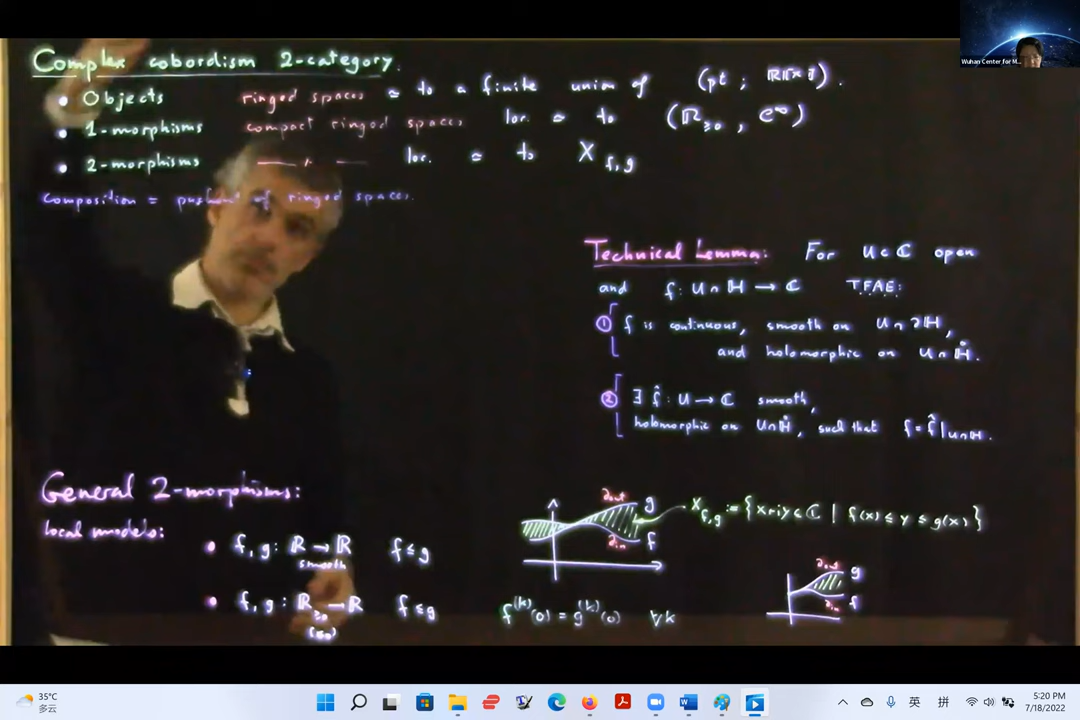 Complex cobordism 2-category.
• Objects ringed spaces ≃ to a finite union of (pt ; ℝ[[x]]).
• 1-morphisms compact ringed spaces loc. ≃ to (ℝ≥0 , C^∞)
• 2-morphisms —〃— loc. ≃ to X_{f,g}
composition = pushout of ringed spaces.
Technical Lemma: For U⊂ℂ open
and f: U∩ℍ → ℂ TFAE:
① f is continuous, smooth on U∩∂ℍ,
and holomorphic on U∩ℍ̊.
② ∃ f̂: U → ℂ smooth,
holomorphic on U∩ℍ̊, such that f = f̂|_{U∩ℍ}.
General 2-morphisms:
local models:
• f,g: ℝ → ℝ smooth f ≤ g
∂out g
∂in f
X_{f,g} := {x+iy ∈ ℂ | f(x) ≤ y ≤ g(x)}
• f,g: ℝ≥0 → ℝ f ≤ g
(≤0)
f^{(k)}(0) = g^{(k)}(0) ∀k
∂out g
∂in f
35°C
多云
英 拼
5:20 PM
7/18/2022